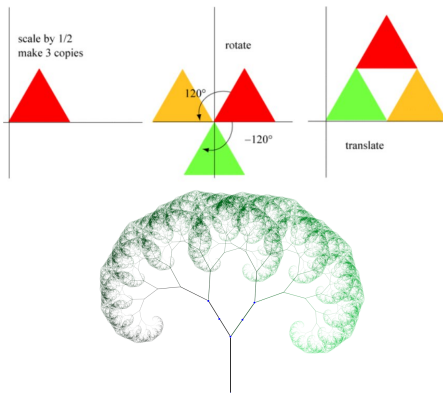 scale by 1/2
make 3 copies
rotate
120°
–120°
translate